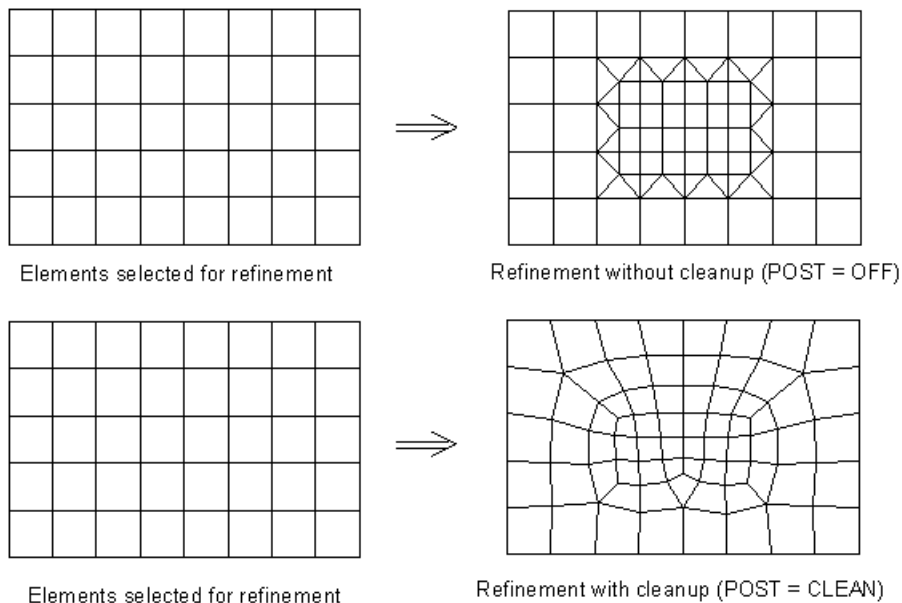 Elements selected for refinement
Refinement without cleanup (POST = OFF)
Elements selected for refinement
Refinement with cleanup (POST = CLEAN)